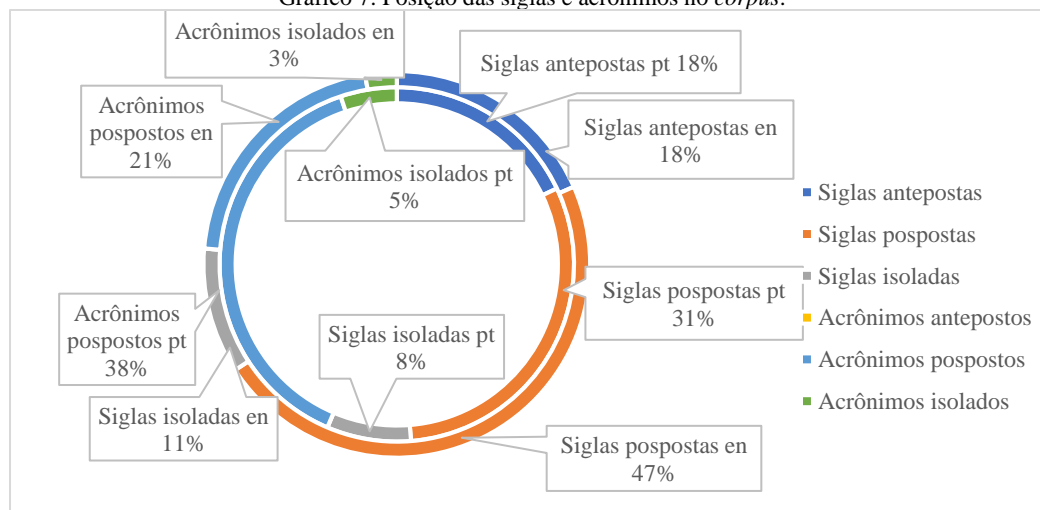 Gráfico 7: Posição das siglas e acrônimos no corpus.
Acrônimos isolados en
3%
Siglas antepostas pt 18%
Acrônimos
pospostos en
21%
Siglas antepostas en
18%
Acrônimos isolados pt
5%
Siglas antepostas
Siglas pospostas
Siglas isoladas
Acrônimos antepostos
Acrônimos pospostos
Acrônimos isolados
Siglas pospostas pt
31%
Acrônimos
pospostos pt
38%
Siglas isoladas pt
8%
Siglas isoladas en
11%
Siglas pospostas en
47%